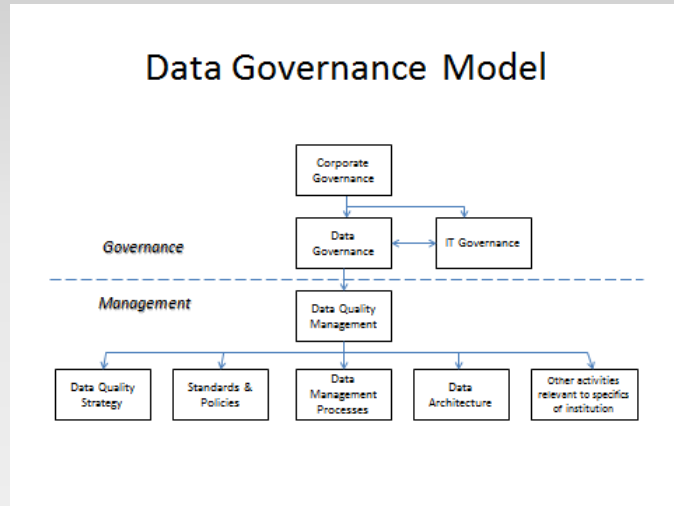 Data Governance Model
Corporate
Governance
Data
Governance
IT Governance
Governance
Management
Data Quality
Management
Data Quality
Strategy
Standards &
Policies
Data
Management
Processes
Data
Architecture
Other activities
relevant to specifics
of institution